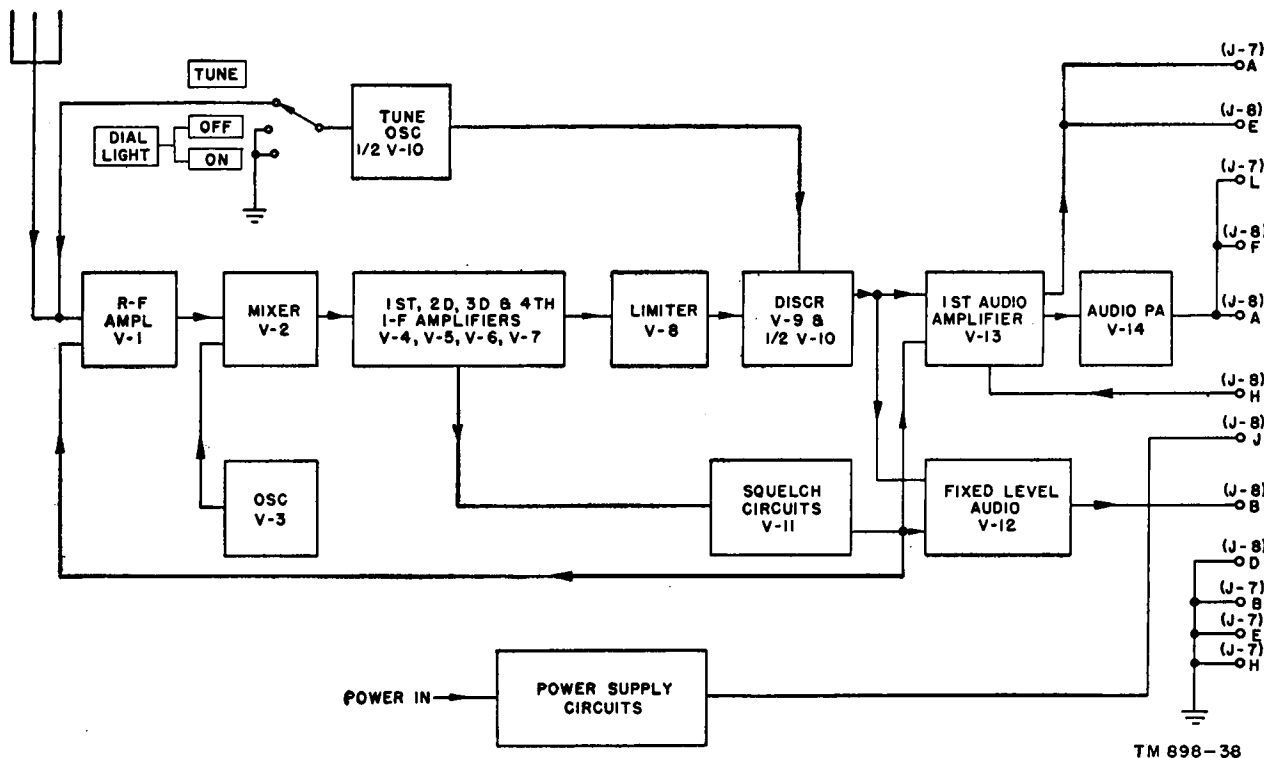 TUNE
DIAL
LIGHT
OFF
ON
TUNE
OSC
1/2 V-10
R-F
AMPL
V-1
MIXER
V-2
1ST, 2D, 3D & 4TH
I-F AMPLIFIERS
V-4, V-5, V-6, V-7
LIMITER
V-8
DISCR
V-9 &
1/2 V-10
1ST AUDIO
AMPLIFIER
V-13
AUDIO PA
V-14
OSC
V-3
SQUELCH
CIRCUITS
V-11
FIXED LEVEL
AUDIO
V-12
POWER IN
POWER SUPPLY
CIRCUITS
(J-7)
A
(J-8)
E
(J-7)
L
(J-8)
F
(J-8)
A
(J-8)
H
(J-8)
J
(J-8)
B
(J-8)
D
(J-7)
B
(J-7)
E
(J-7)
H
TM 898-38